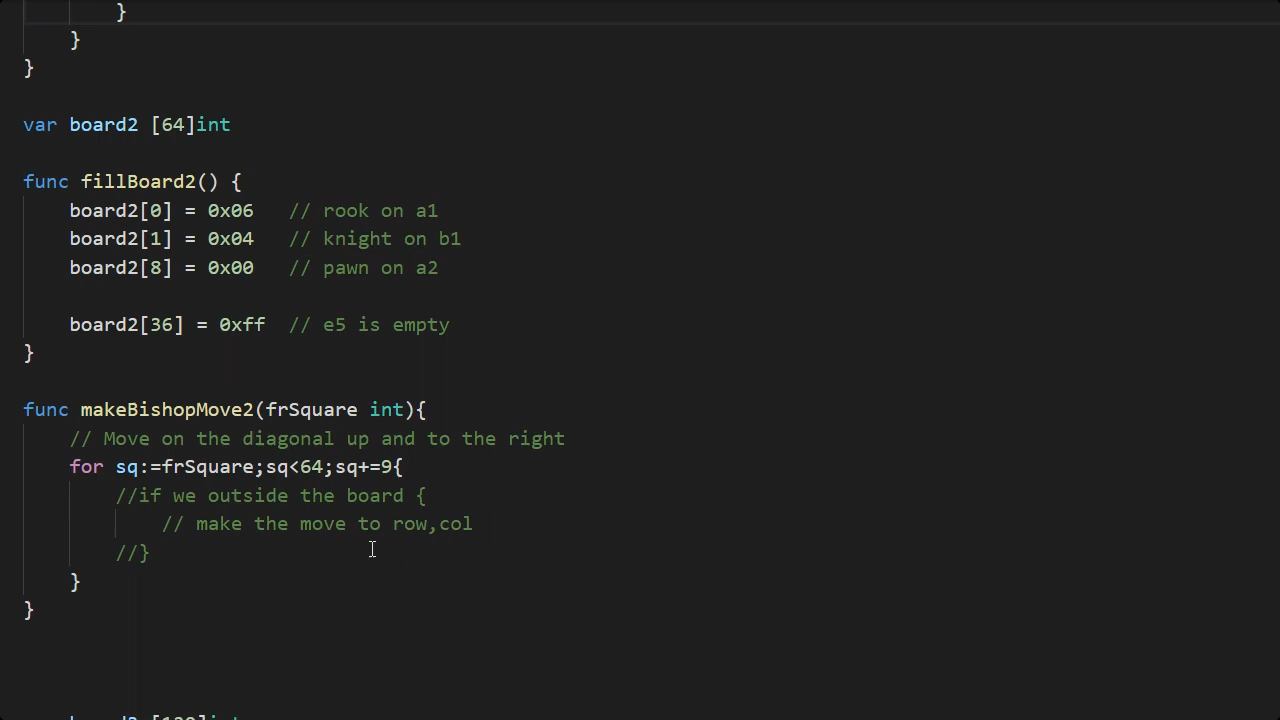 }
    }
}
var board2 [64]int
func fillBoard2() {
    board2[0] = 0x06   // rook on a1
    board2[1] = 0x04   // knight on b1
    board2[8] = 0x00   // pawn on a2
    board2[36] = 0xff  // e5 is empty
}
func makeBishopMove2(frSquare int){
    // Move on the diagonal up and to the right
    for sq:=frSquare;sq<64;sq+=9{
        //if we outside the board {
            // make the move to row,col
        //}
    }
}